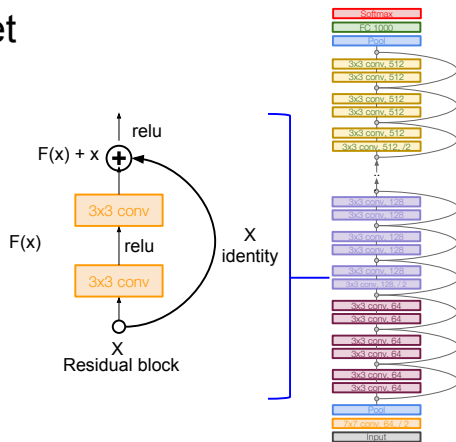 et
relu
F(x) + x
3x3 conv
F(x)
relu
3x3 conv
X
identity
X
Residual block
Softmax
FC 1000
Pool
3x3 conv, 512
3x3 conv, 512
3x3 conv, 512
3x3 conv, 512
3x3 conv, 512
3x3 conv, 512, /2
..
3x3 conv, 128
3x3 conv, 128
3x3 conv, 128
3x3 conv, 128
3x3 conv, 128
3x3 conv, 128, / 2
3x3 conv, 64
3x3 conv, 64
3x3 conv, 64
3x3 conv, 64
3x3 conv, 64
3x3 conv, 64
Pool
7x7 conv, 64, / 2
Input